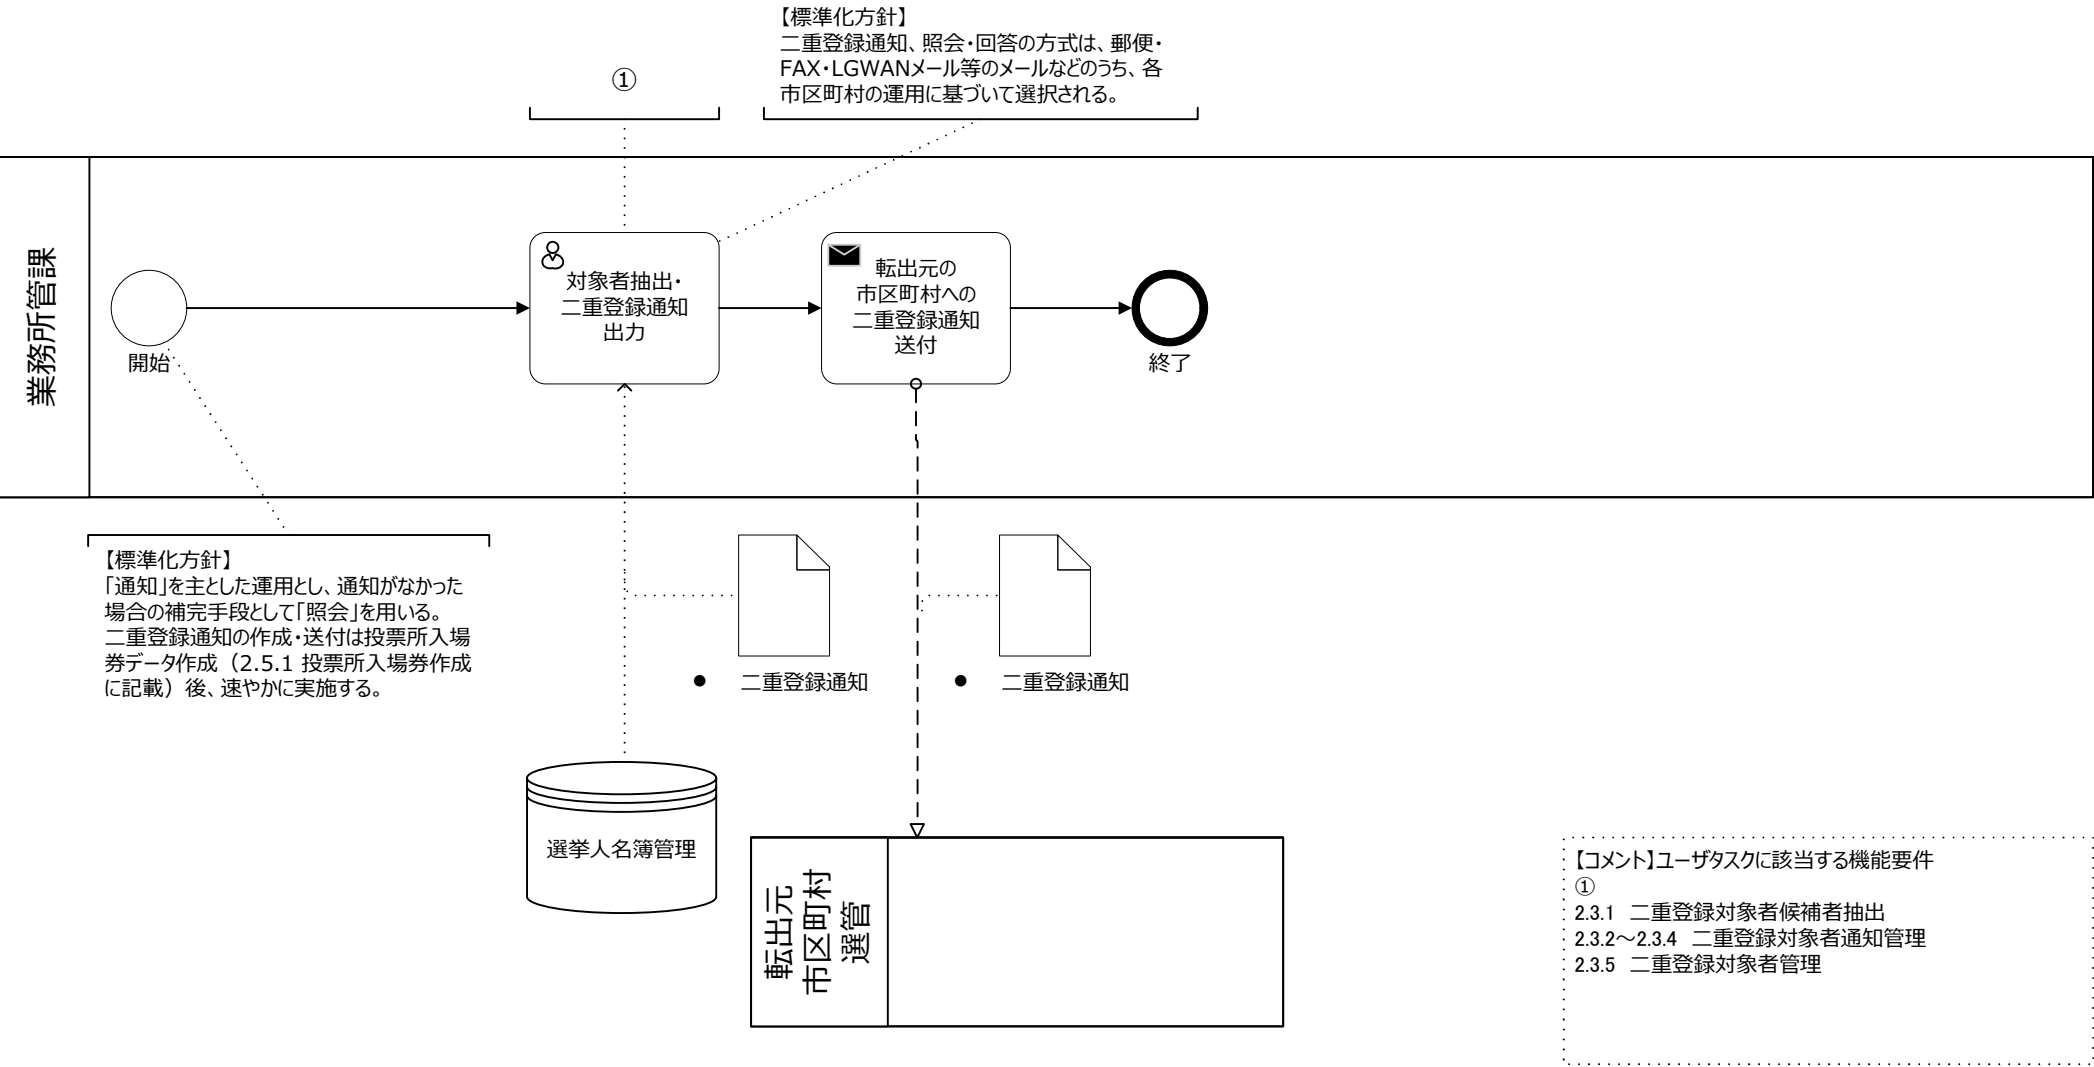 【標準化方針】
二重登録通知、照会・回答の方式は、郵便・
FAX・LGWANメール等のメールなどのうち、各
市区町村の運用に基づいて選択される。
①
業務所管課
開始
対象者抽出・
二重登録通知
出力
転出元の
市区町村への
二重登録通知
送付
終了
【標準化方針】
「通知」を主とした運用とし、通知がなかった
場合の補完手段として「照会」を用いる。
二重登録通知の作成・送付は投票所入場
券データ作成（2.5.1 投票所入場券作成
に記載）後、速やかに実施する。
● 二重登録通知
● 二重登録通知
選挙人名簿管理
転出元
市区町村
選管
【コメント】ユーザタスクに該当する機能要件
①
2.3.1 二重登録対象者候補者抽出
2.3.2～2.3.4 二重登録対象者通知管理
2.3.5 二重登録対象者管理